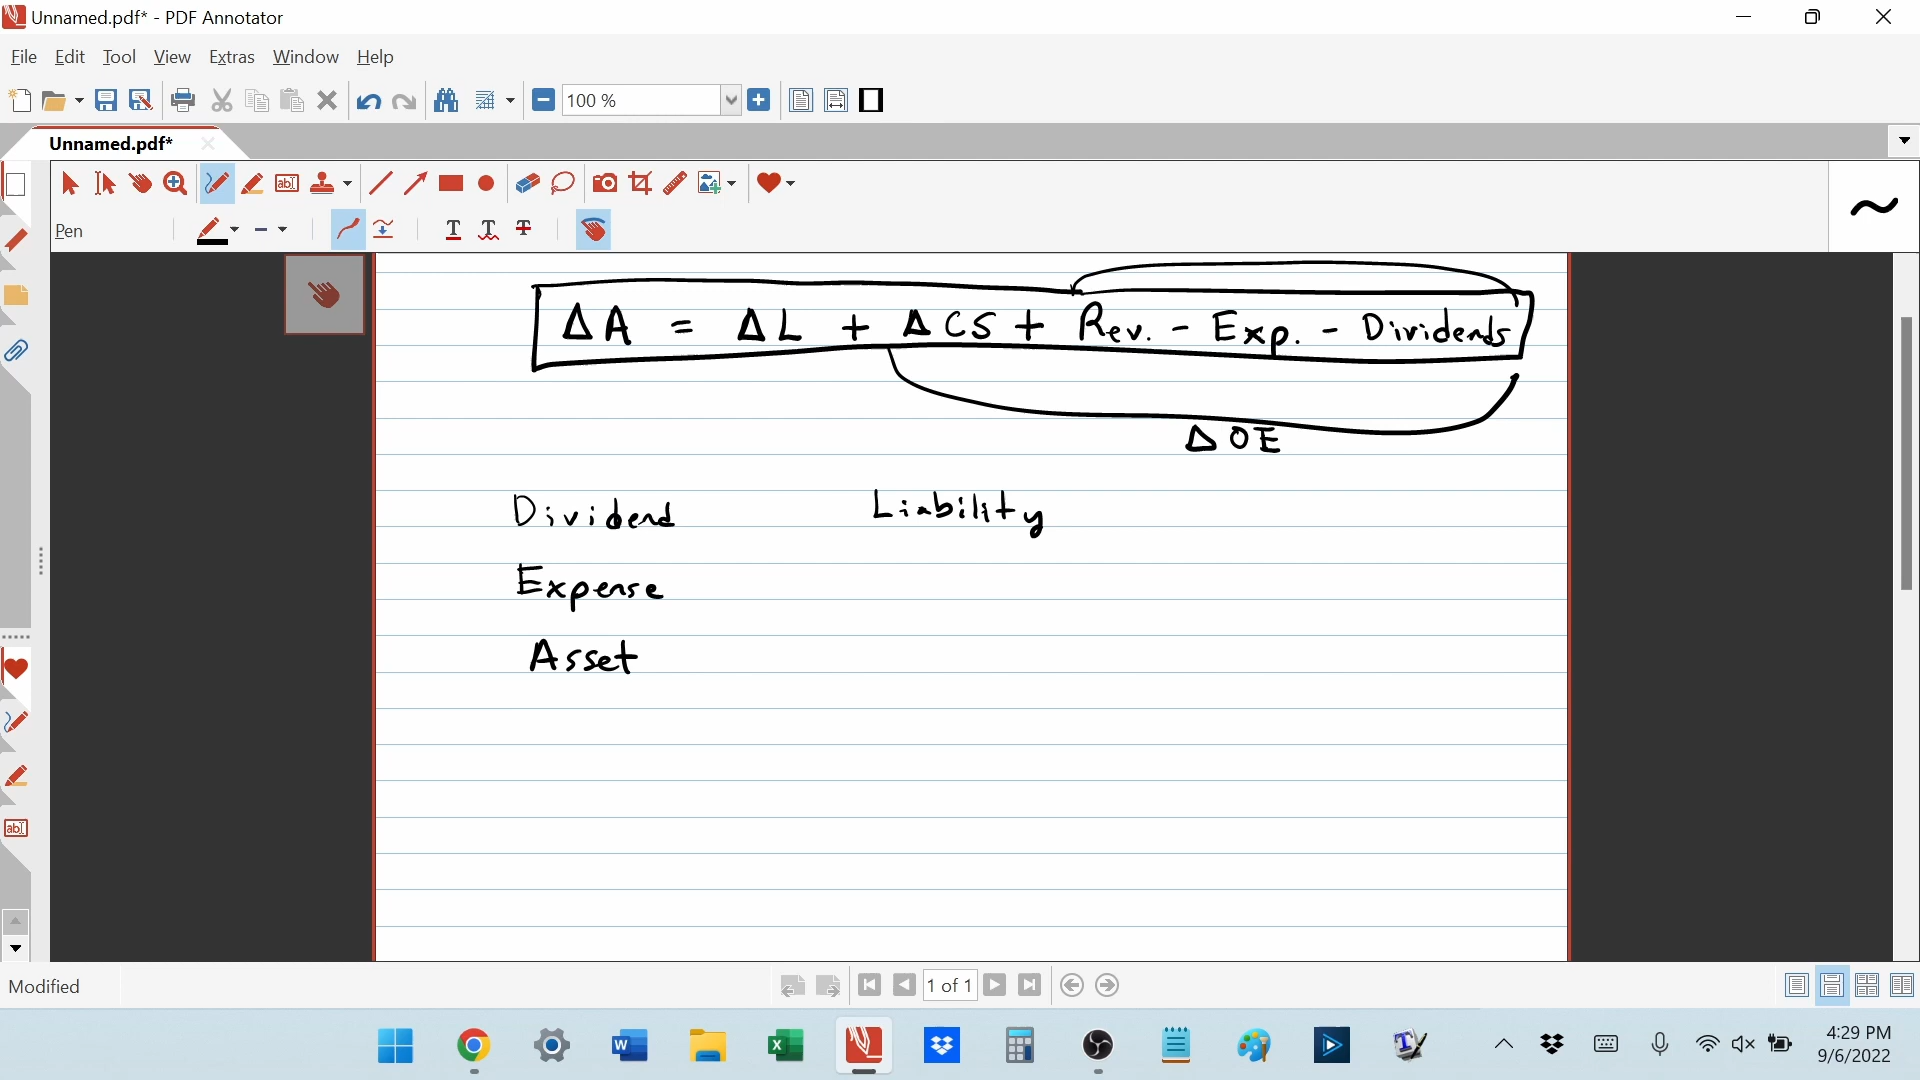 Unnamed.pdf* - PDF Annotator
File Edit Tool View Extras Window Help
100 %
Unnamed.pdf*
Pen
ΔA = ΔL + ΔCS + Rev. - Exp. - Dividends
ΔOE
Dividend Liability
Expense
Asset
Modified 1 of 1
4:29 PM
9/6/2022